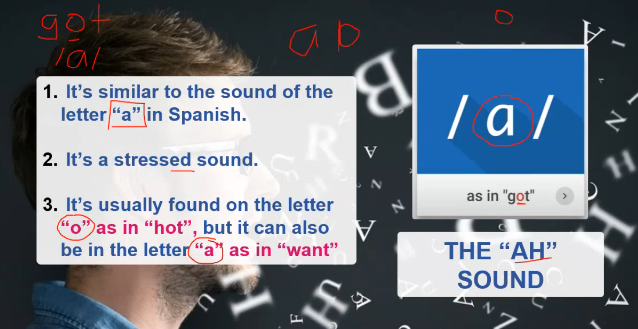 got
/a/
a o
o
1. It's similar to the sound of the
letter “a” in Spanish.
2. It's a stressed sound.
3. It's usually found on the letter
“o” as in “hot”, but it can also
be in the letter “a” as in “want”
/a/
as in "got"
THE “AH”
SOUND